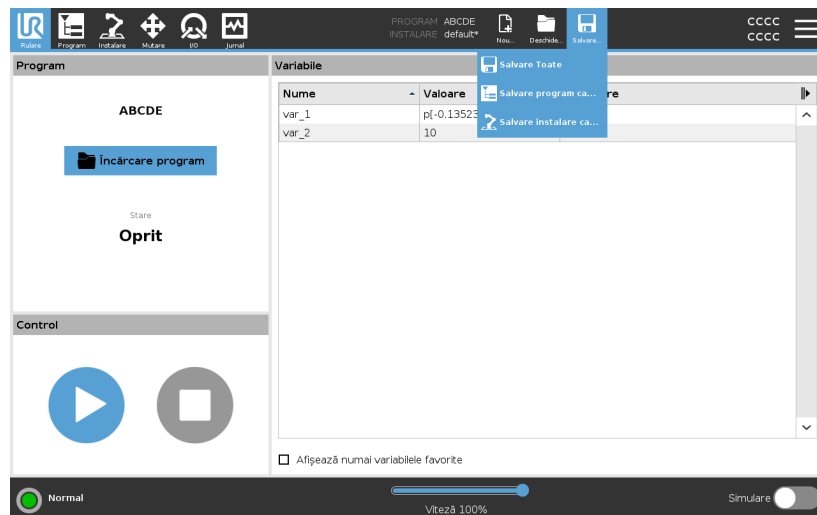 UR
Rulare
Program
Instalare
Mutare
I/O
Jurnal
PROGRAM ABCDE
INSTALARE default*
Nou...
Deschide...
Salvare...
CCCC
CCCC
Salvare Toate
Salvare program ca...
Salvare instalare ca...
Program
ABCDE
Încărcare program
Stare
Oprit
Control
Variabile
Nume
Valoare
re
var_1
p[-0.13523
var_2
10
Afișează numai variabilele favorite
Normal
Viteză 100%
Simulare